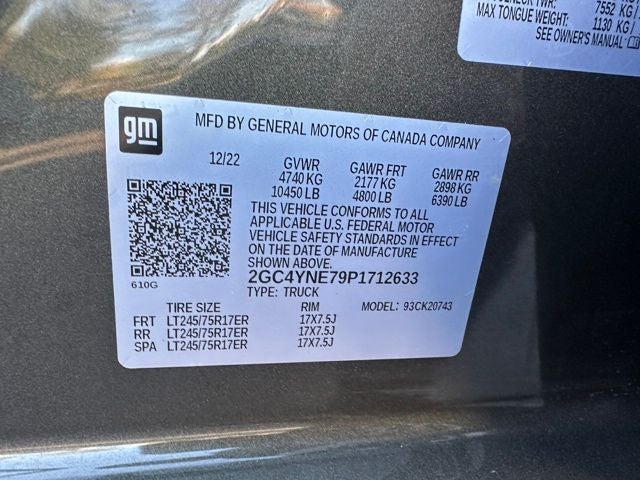 7552 KG /
MAX TONGUE WEIGHT: 1130 KG /
SEE OWNER'S MANUAL
gm
MFD BY GENERAL MOTORS OF CANADA COMPANY
12/22 GVWR GAWR FRT GAWR RR
4740 KG 2177 KG 2898 KG
10450 LB 4800 LB 6390 LB
THIS VEHICLE CONFORMS TO ALL
APPLICABLE U.S. FEDERAL MOTOR
VEHICLE SAFETY STANDARDS IN EFFECT
ON THE DATE OF MANUFACTURE
SHOWN ABOVE.
610G
2GC4YNE79P1712633
TYPE: TRUCK MODEL: 93CK20743
TIRE SIZE RIM
FRT LT245/75R17ER 17X7.5J
RR LT245/75R17ER 17X7.5J
SPA LT245/75R17ER 17X7.5J